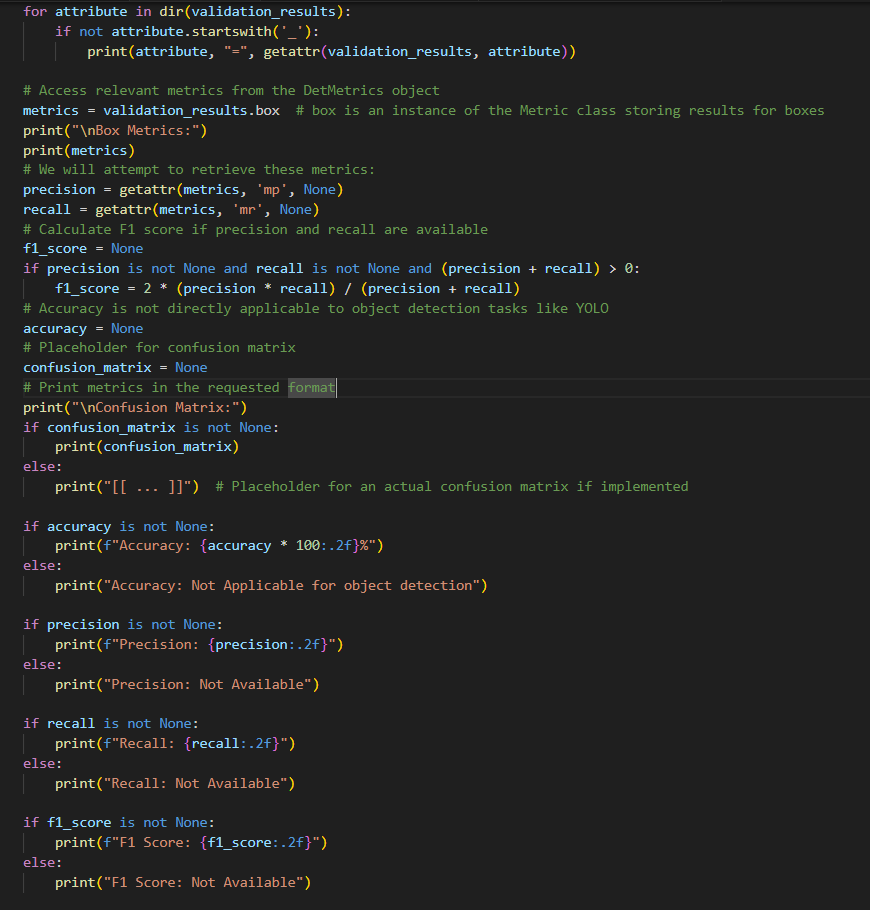 for attribute in dir(validation_results):
    if not attribute.startswith('_'):
        print(attribute, "=", getattr(validation_results, attribute))

# Access relevant metrics from the DetMetrics object
metrics = validation_results.box  # box is an instance of the Metric class storing results for boxes
print("\nBox Metrics:")
print(metrics)
# We will attempt to retrieve these metrics:
precision = getattr(metrics, 'mp', None)
recall = getattr(metrics, 'mr', None)
# Calculate F1 score if precision and recall are available
f1_score = None
if precision is not None and recall is not None and (precision + recall) > 0:
    f1_score = 2 * (precision * recall) / (precision + recall)
# Accuracy is not directly applicable to object detection tasks like YOLO
accuracy = None
# Placeholder for confusion matrix
confusion_matrix = None
# Print metrics in the requested format
print("\nConfusion Matrix:")
if confusion_matrix is not None:
    print(confusion_matrix)
else:
    print("[[ ... ]]")  # Placeholder for an actual confusion matrix if implemented

if accuracy is not None:
    print(f"Accuracy: {accuracy * 100:.2f}%")
else:
    print("Accuracy: Not Applicable for object detection")

if precision is not None:
    print(f"Precision: {precision:.2f}")
else:
    print("Precision: Not Available")

if recall is not None:
    print(f"Recall: {recall:.2f}")
else:
    print("Recall: Not Available")

if f1_score is not None:
    print(f"F1 Score: {f1_score:.2f}")
else:
    print("F1 Score: Not Available")